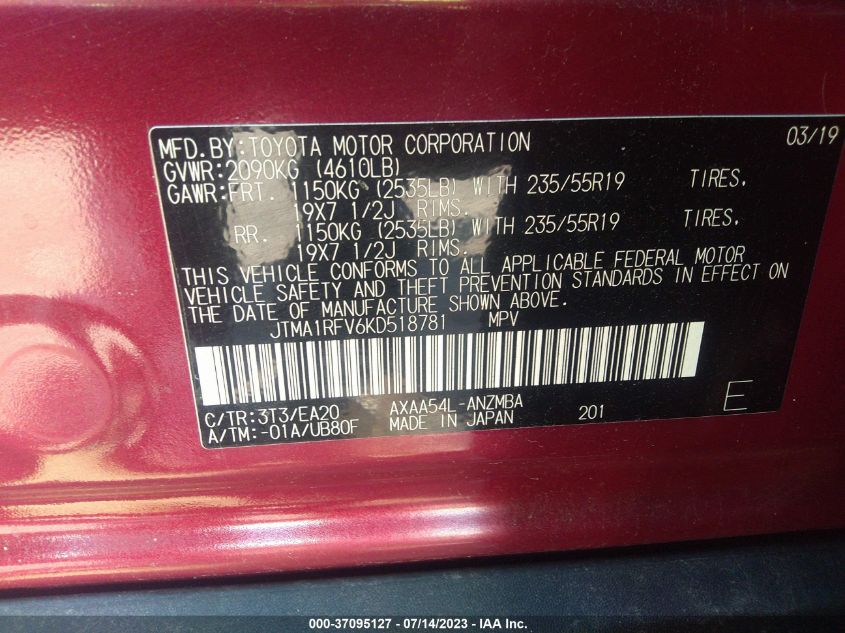 MFD.BY:TOYOTA MOTOR CORPORATION 03/19
GVWR:2090KG (4610LB)
GAWR:FRT. 1150KG (2535LB) WITH 235/55R19 TIRES.
19X7 1/2J RIMS.
RR. 1150KG (2535LB) WITH 235/55R19 TIRES.
19X7 1/2J RIMS.
THIS VEHICLE CONFORMS TO ALL APPLICABLE FEDERAL MOTOR
VEHICLE SAFETY AND THEFT PREVENTION STANDARDS IN EFFECT ON
THE DATE OF MANUFACTURE SHOWN ABOVE.
JTMA1RFV6KD518781 MPV
C/TR:3T3/EA20 AXAA54L-ANZMBA E
A/TM:-01A/UB80F MADE IN JAPAN 201
000-37095127 - 07/14/2023 - IAA Inc.